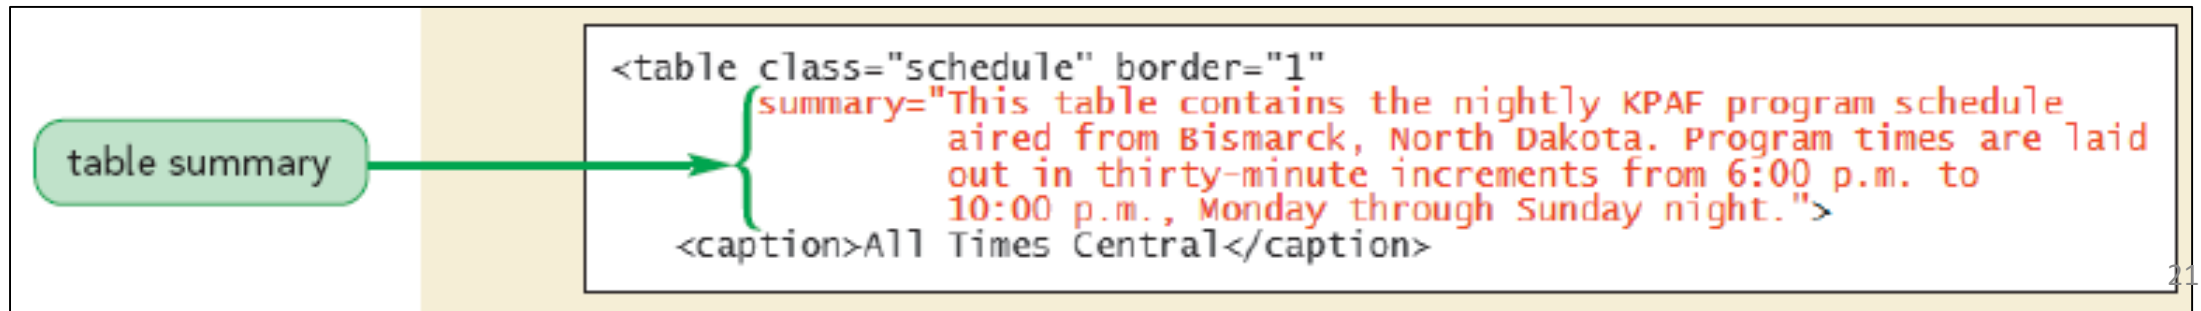 <table class="schedule" border="1"
summary="This table contains the nightly KPAF program schedule
aired from Bismarck, North Dakota. Program times are laid
table summary
out in thirty-minute increments from 6:00 p.m. to
10:00 p.m., Monday through Sunday night.">
<caption>All Times Central</caption>
21